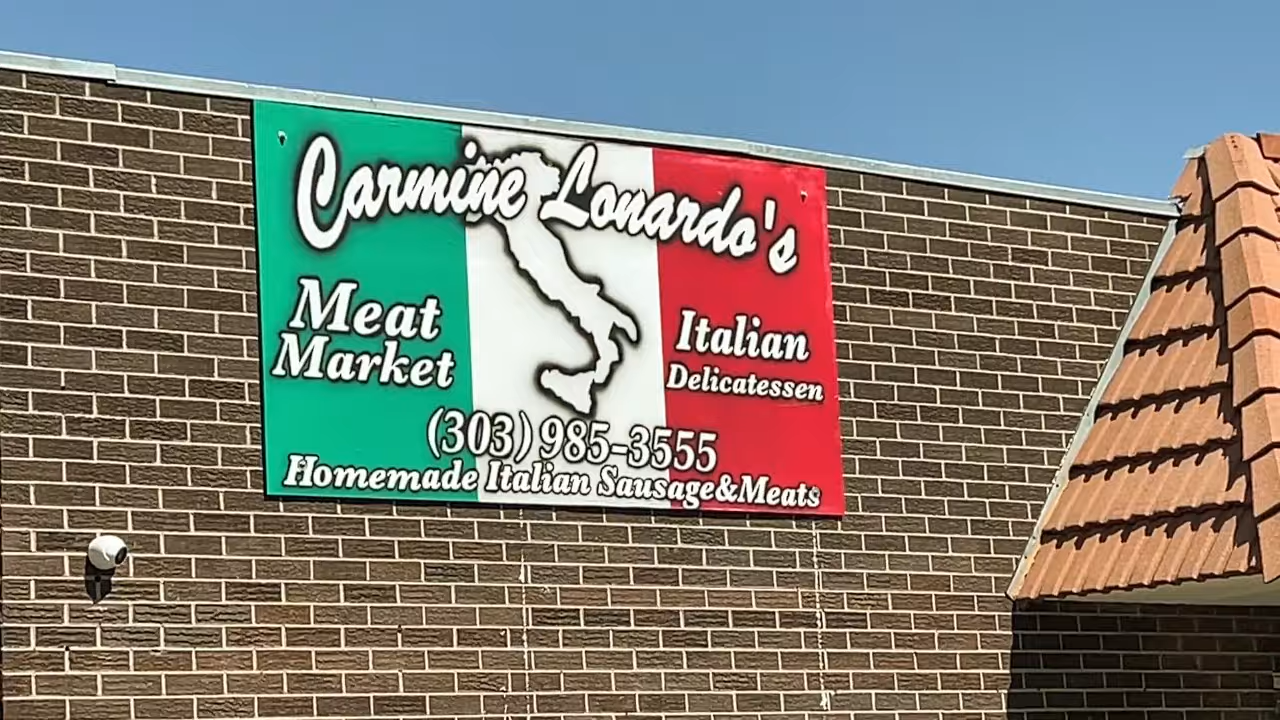 Carmine Lonardo's
Meat
Market
Italian
Delicatessen
(303) 985-3555
Homemade Italian Sausage&Meats